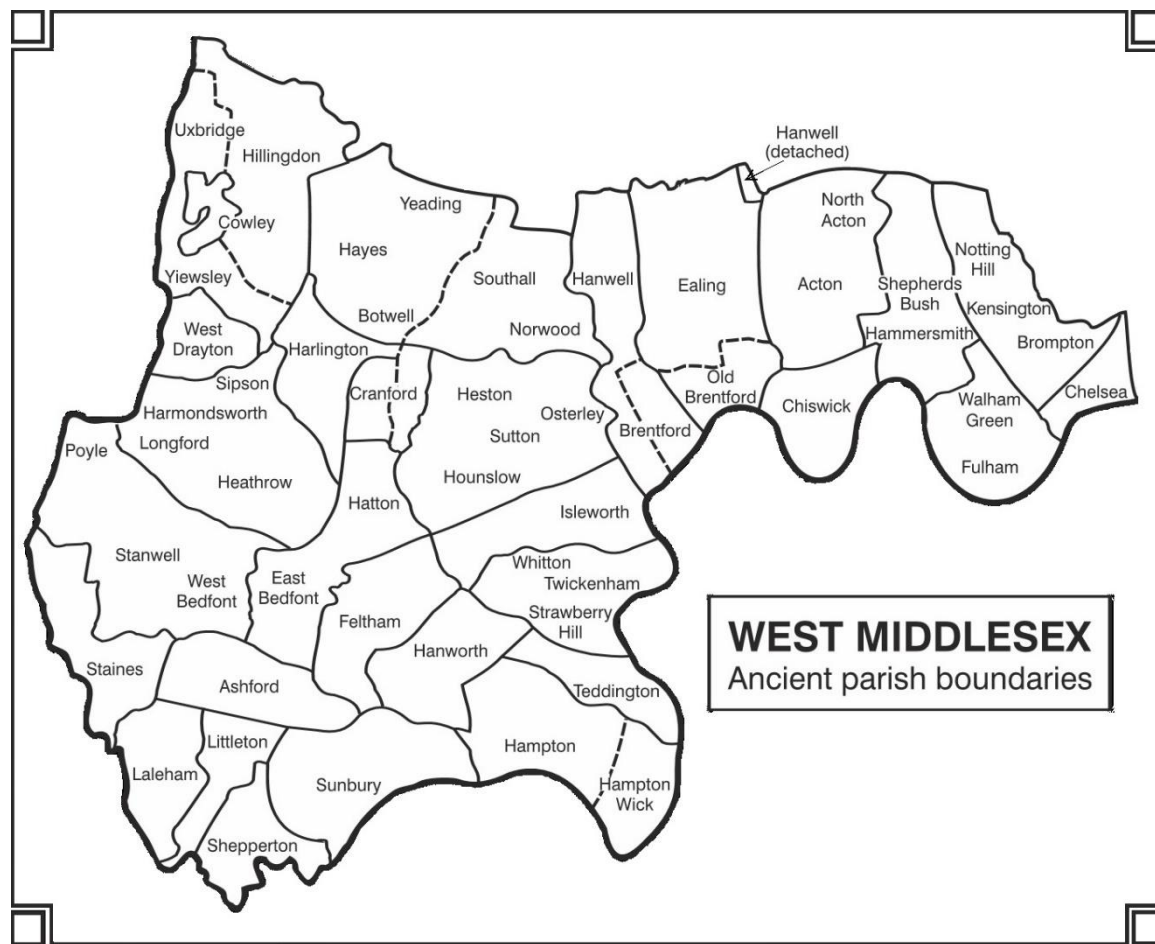 Hanwell
(detached)
Uxbridge
Hillingdon
Cowley
Yiewsley
West
Drayton
Yeading
Hayes
Botwell
Southall
Norwood
Hanwell
Ealing
North
Acton
Acton
Shepherds
Bush
Hammersmith
Notting
Hill
Kensington
Brompton
Chelsea
Harlington
Sipson
Harmondsworth
Longford
Heathrow
Cranford
Heston
Osterley
Sutton
Hounslow
Brentford
Old
Brentford
Chiswick
Walham
Green
Fulham
Poyle
Hatton
Isleworth
Stanwell
West
Bedfont
East
Bedfont
Whitton
Twickenham
Strawberry
Hill
Feltham
Hanworth
Staines
Ashford
Teddington
Littleton
Laleham
Hampton
Sunbury
Hampton
Wick
Shepperton
WEST MIDDLESEX
Ancient parish boundaries